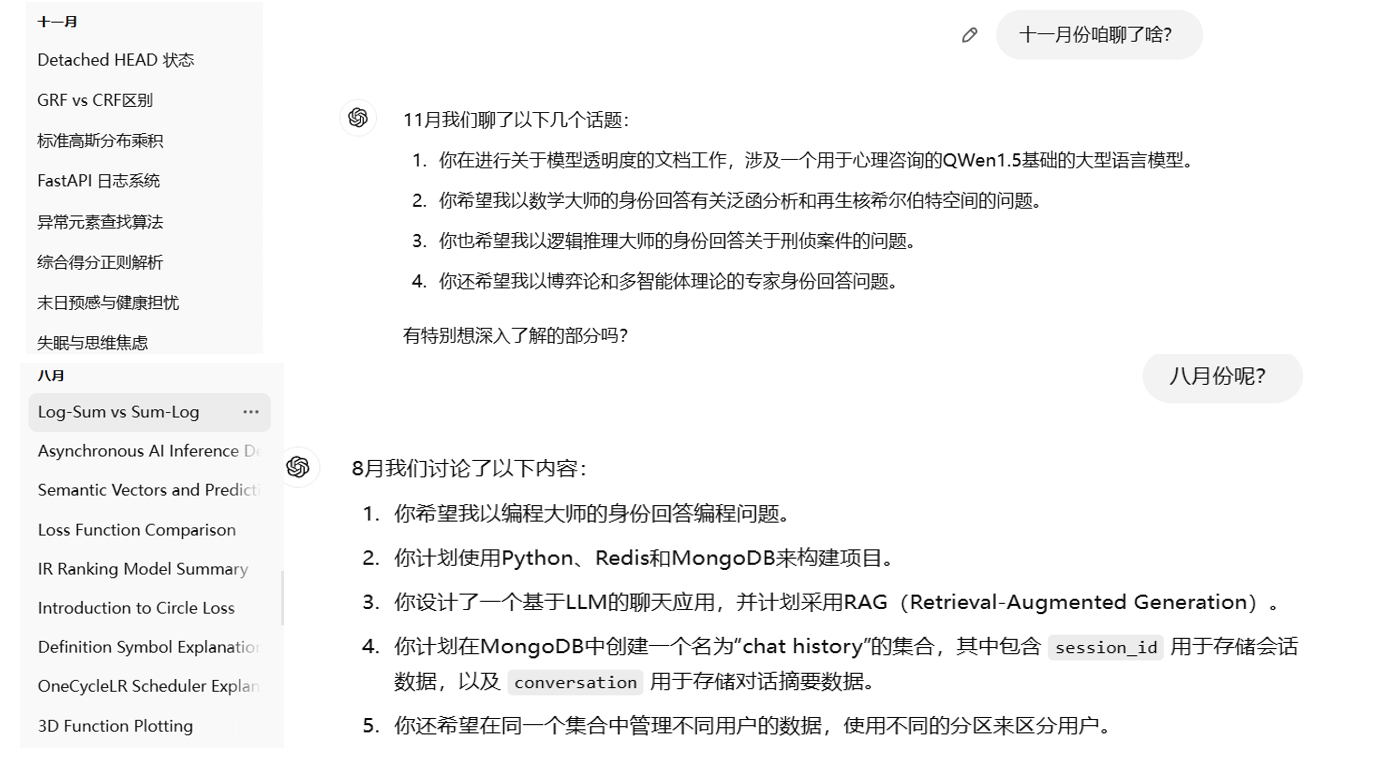 十一月
Detached HEAD 状态
GRF vs CRF区别
标准高斯分布乘积
FastAPI 日志系统
异常元素查找算法
综合得分正则解析
末日预感与健康担忧
失眠与思维焦虑
十一月份咱聊了啥？
11月我们聊了以下几个话题：
1. 你在进行关于模型透明度的文档工作，涉及一个用于心理咨询的QWen1.5基础的大型语言模型。
2. 你希望我以数学大师的身份回答有关泛函分析和再生核希尔伯特空间的问题。
3. 你也希望我以逻辑推理大师的身份回答关于刑侦案件的问题。
4. 你还希望我以博弈论和多智能体理论的专家身份回答问题。
有特别想深入了解的部分吗？
八月
Log-Sum vs Sum-Log
Asynchronous AI Inference De
Semantic Vectors and Predicti
Loss Function Comparison
IR Ranking Model Summary
Introduction to Circle Loss
Definition Symbol Explanation
OneCycleLR Scheduler Explan
3D Function Plotting
八月份呢？
8月我们讨论了以下内容：
1. 你希望我以编程大师的身份回答编程问题。
2. 你计划使用Python、Redis和MongoDB来构建项目。
3. 你设计了一个基于LLM的聊天应用，并计划采用RAG（Retrieval-Augmented Generation）。
4. 你计划在MongoDB中创建一个名为“chat history”的集合，其中包含 session_id 用于存储会话
数据，以及 conversation 用于存储对话摘要数据。
5. 你还希望在同一个集合中管理不同用户的数据，使用不同的分区来区分用户。